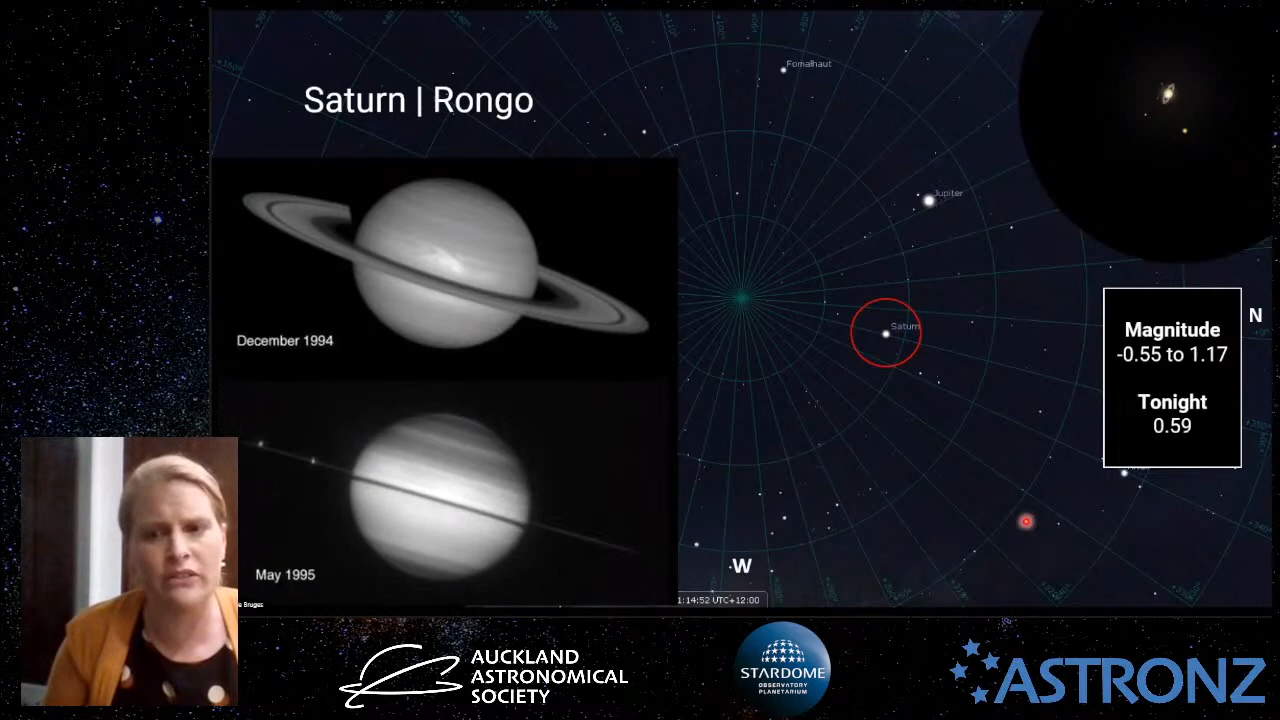 Saturn | Rongo
Fomalhaut
Jupiter
Saturn
December 1994
May 1995
Magnitude
-0.55 to 1.17
Tonight
0.59
N
W
1:14:52 UTC+12:00
e Bruges
AUCKLAND
ASTRONOMICAL
SOCIETY
STARDOME
OBSERVATORY
PLANETARIUM
ASTRONZ